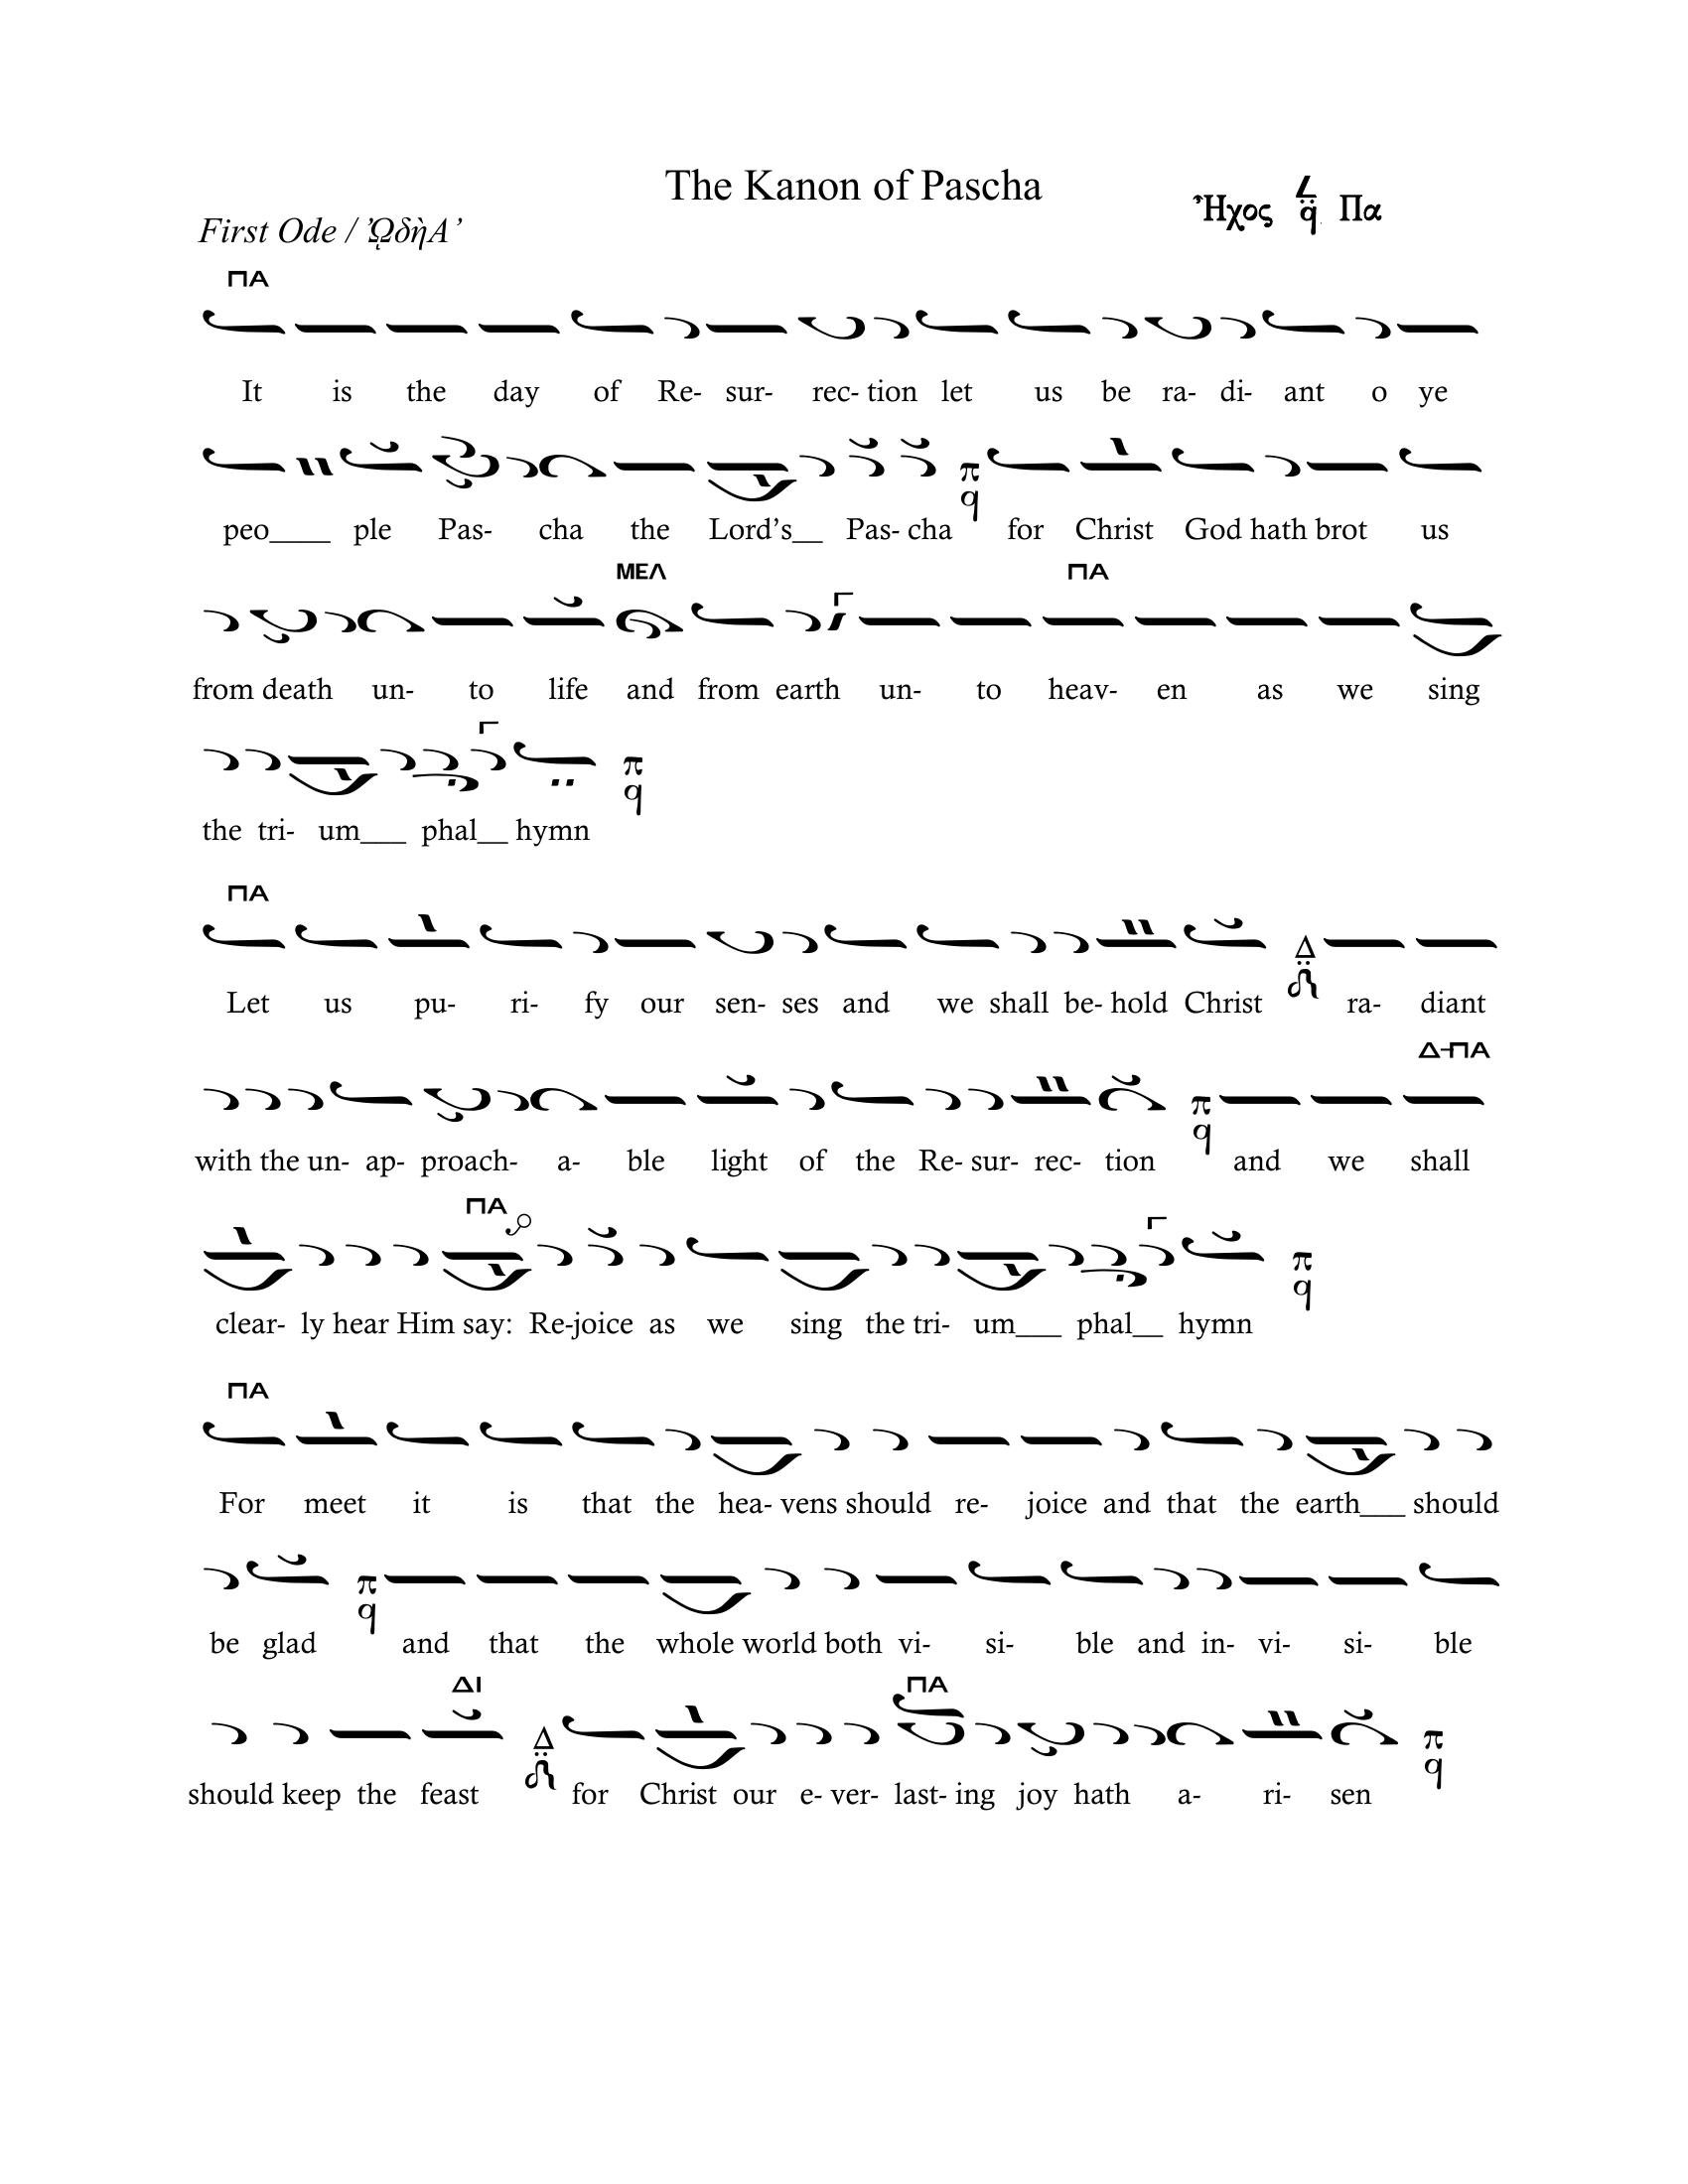 The Kanon of Pascha
Ἦχος q̈ Πα
First Ode / ᾨδὴΑ’
ΠΑ
It is the day of Re- sur- rec- tion let us be ra- di- ant o ye
π q
peo____ ple Pas- cha the Lord’s__ Pas- cha for Christ God hath brot us
ΜΕΛ ΠΑ
from death un- to life and from earth un- to heav- en as we sing
π q
the tri- um___ phal__ hymn
ΠΑ
Δ
Let us pu- ri- fy our sen- ses and we shall be- hold Christ ra- diant
Δ-ΠΑ
π q
with the un- ap- proach- a- ble light of the Re- sur- rec- tion and we shall
ΠΑ
π q
clear- ly hear Him say: Re-joice as we sing the tri- um___ phal__ hymn
ΠΑ
For meet it is that the hea- vens should re- joice and that the earth___ should
π q
be glad and that the whole world both vi- si- ble and in- vi- si- ble
ΔΙ ΠΑ
Δ π q
should keep the feast for Christ our e- ver- last- ing joy hath a- ri- sen